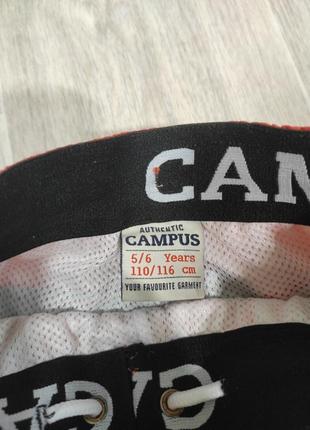 CAM
AUTHENTIC
CAMPUS
5/6 Years
110/116 cm
YOUR FAVOURITE GARMENT